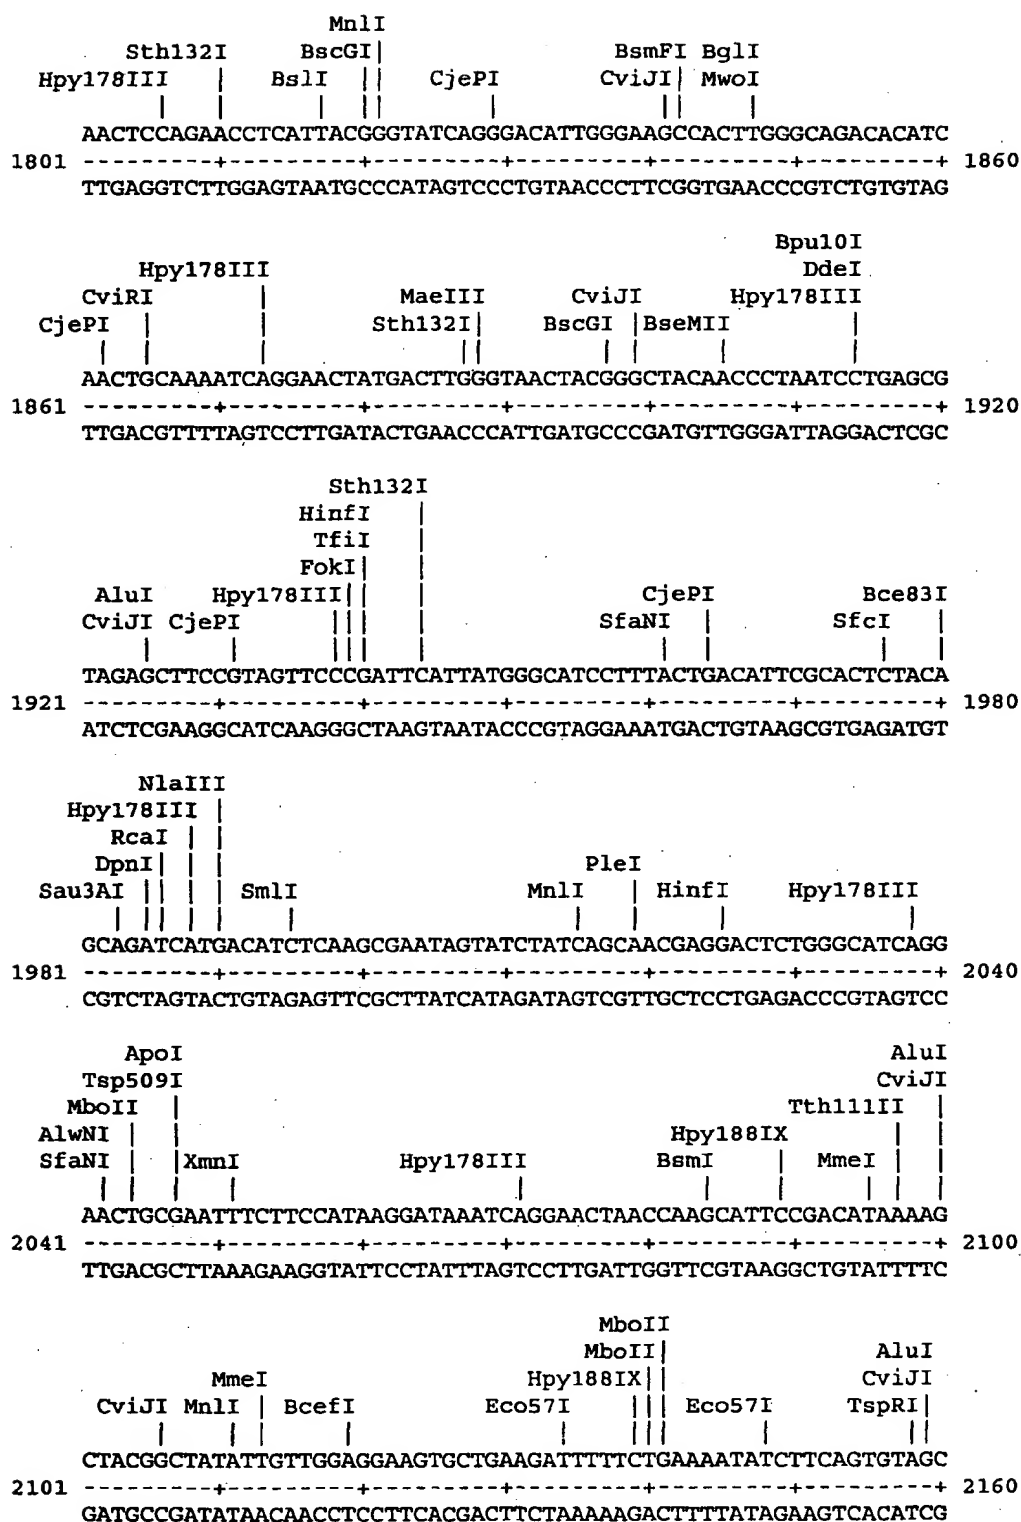 MnlI
Sth132I BscGI| BsmFI BglI
Hpy178III | BslI || CjePI CviJI| MwoI
| | | || | || |
AACTCCAGAACCTCATTACGGGTATCAGGGACATTGGGAAGCCACTTGGGCAGACACATC
1801 ---------+---------+---------+---------+---------+---------+ 1860
TTGAGGTCTTGGAGTAATGCCCATAGTCCCTGTAACCCTTCGGTGAACCCGTCTGTGTAG
Bpu10I
Hpy178III DdeI
CviRI | MaeIII CviJI Hpy178III|
CjePI | | Sth132I| BscGI | BseMII |
| | | || | | | |
AACTGCAAAATCAGGAACTATGACTTGGGTAACTACGGGCTACAACCCTAATCCTGAGCG
1861 ---------+---------+---------+---------+---------+---------+ 1920
TTGACGTTTTAGTCCTTGATACTGAACCCATTGATGCCCGATGTTGGGATTAGGACTCGC
Sth132I
HinfI |
TfiI |
FokI| |
AluI Hpy178III|| | CjePI Bce83I
CviJI CjePI ||| | SfaNI | SfcI |
| | ||| | | | | |
TAGAGCTTCCGTAGTTCCCGATTCATTATGGGCATCCTTTACTGACATTCGCACTCTACA
1921 ---------+---------+---------+---------+---------+---------+ 1980
ATCTCGAAGGCATCAAGGGCTAAGTAATACCCGTAGGAAATGACTGTAAGCGTGAGATGT
NlaIII
Hpy178III |
RcaI | |
DpnI| | | PleI
Sau3AI || | | SmlI MnlI | HinfI Hpy178III
| || | | | | | | |
GCAGATCATGACATCTCAAGCGAATAGTATCTATCAGCAACGAGGACTCTGGGCATCAGG
1981 ---------+---------+---------+---------+---------+---------+ 2040
CGTCTAGTACTGTAGAGTTCGCTTATCATAGATAGTCGTTGCTCCTGAGACCCGTAGTCC
ApoI AluI
Tsp509I CviJI
MboII | Tth111II |
AlwNI | | Hpy188IX | |
SfaNI | |XmnI Hpy178III BsmI | MmeI | |
| | | | | | | | | |
AACTGCGAATTTCTTCCATAAGGATAAATCAGGAACTAACCAAGCATTCCGACATAAAAG
2041 ---------+---------+---------+---------+---------+---------+ 2100
TTGACGCTTAAAGAAGGTATTCCTATTTAGTCCTTGATTGGTTCGTAAGGCTGTATTTTC
MboII
MboII| AluI
MmeI Hpy188IX|| CviJI
CviJI MnlI | BcefI Eco57I ||| Eco57I TspRI|
| | | | | ||| | ||
CTACGGCTATATTGTTGGAGGAAGTGCTGAAGATTTTTCTGAAAATATCTTCAGTGTAGC
2101 ---------+---------+---------+---------+---------+---------+ 2160
GATGCCGATATAACAACCTCCTTCACGACTTCTAAAAAGACTTTTATAGAAGTCACATCG